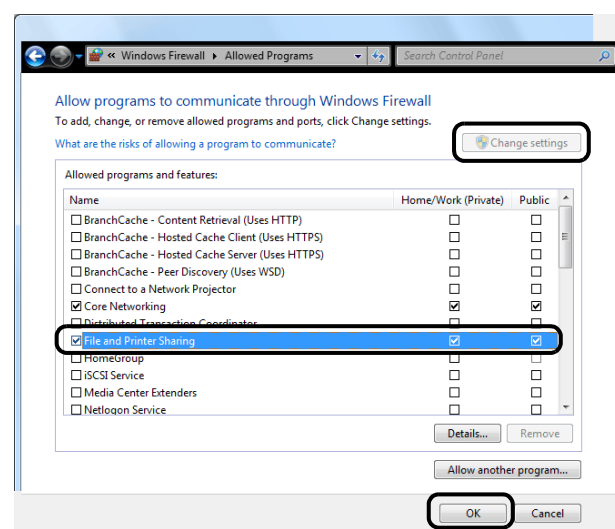 « Windows Firewall ▸ Allowed Programs Search Control Panel
Allow programs to communicate through Windows Firewall
To add, change, or remove allowed programs and ports, click Change settings.
What are the risks of allowing a program to communicate?
Change settings
Allowed programs and features:
Name Home/Work (Private) Public
BranchCache - Content Retrieval (Uses HTTP)
BranchCache - Hosted Cache Client (Uses HTTPS)
BranchCache - Hosted Cache Server (Uses HTTPS)
BranchCache - Peer Discovery (Uses WSD)
Connect to a Network Projector
Core Networking
Distributed Transaction Coordinator
File and Printer Sharing
HomeGroup
iSCSI Service
Media Center Extenders
Netlogon Service
Details... Remove
Allow another program...
OK Cancel